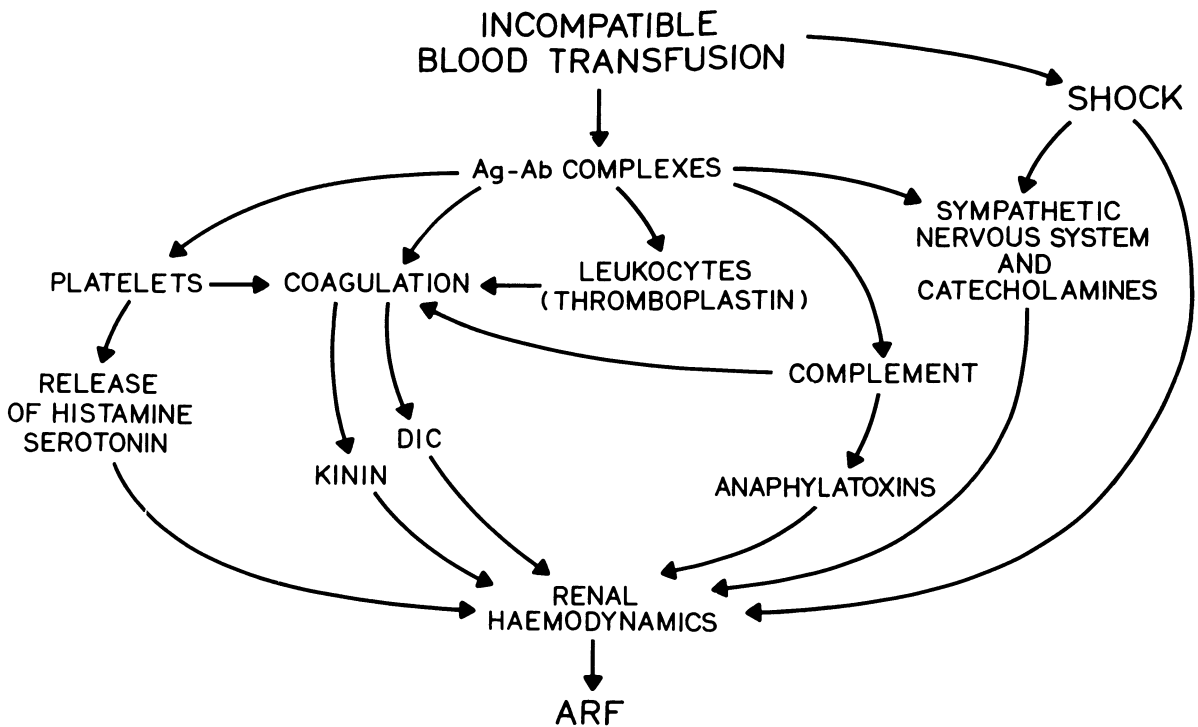 INCOMPATIBLE
BLOOD TRANSFUSION
SHOCK
Ag-Ab COMPLEXES
SYMPATHETIC
NERVOUS SYSTEM
AND
CATECHOLAMINES
PLATELETS
COAGULATION
LEUKOCYTES
(THROMBOPLASTIN)
COMPLEMENT
RELEASE
OF HISTAMINE
SEROTONIN
DIC
KININ
ANAPHYLATOXINS
RENAL
HAEMODYNAMICS
ARF